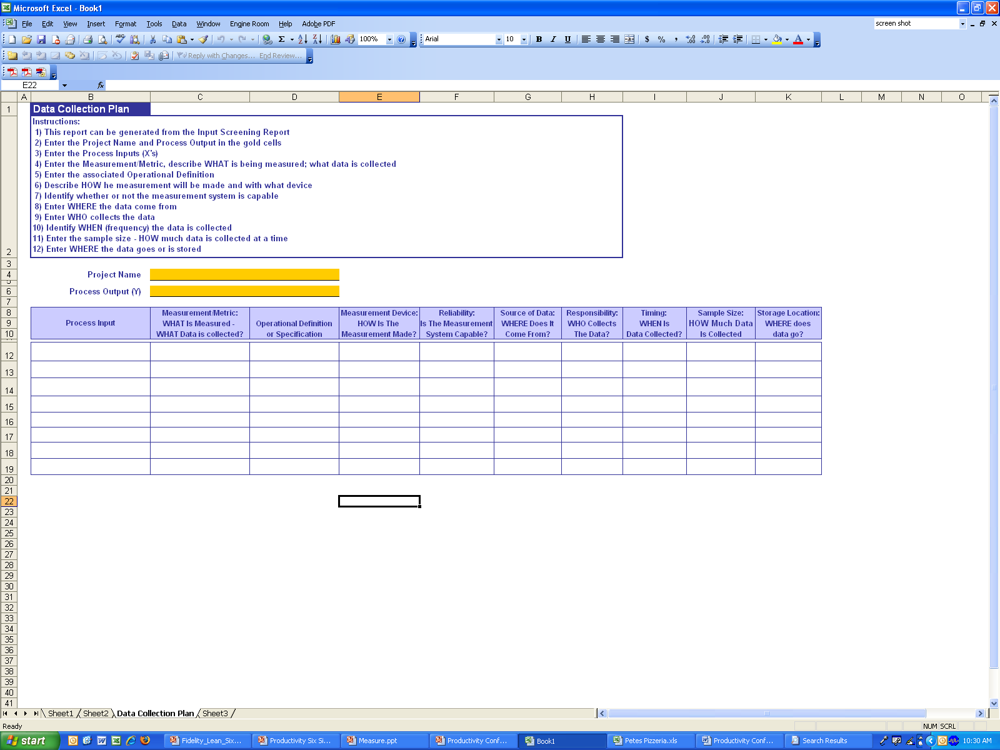 Microsoft Excel - Book1
File Edit View Insert Format Tools Data Window Engine Room Help Adobe PDF
screen shot
100%
Arial
10
B I U
$ % ,
Reply with Changes... End Review...
E22
fx
A B C D E F G H I J K L M N O
1 Data Collection Plan
Instructions:
1) This report can be generated from the Input Screening Report
2) Enter the Project Name and Process Output in the gold cells
3) Enter the Process Inputs (X's)
4) Enter the Measurement/Metric, describe WHAT is being measured; what data is collected
5) Enter the associated Operational Definition
6) Describe HOW he measurement will be made and with what device
7) Identify whether or not the measurement system is capable
8) Enter WHERE the data come from
9) Enter WHO collects the data
10) Identify WHEN (frequency) the data is collected
11) Enter the sample size - HOW much data is collected at a time
12) Enter WHERE the data goes or is stored
2
3
4 Project Name
5
6 Process Output (Y)
7
8 Measurement/Metric: Measurement Device: Reliability: Source of Data: Responsibility: Timing: Sample Size: Storage Location:
9 Process Input WHAT Is Measured - Operational Definition HOW Is The Is The Measurement WHERE Does It WHO Collects WHEN Is HOW Much Data WHERE does
10 WHAT Data is collected? or Specification Measurement Made? System Capable? Come From? The Data? Data Collected? Is Collected data go?
12
13
14
15
16
17
18
19
20
21
22
23
24
25
26
27
28
29
30
31
32
33
34
35
36
37
38
39
40
41
Sheet1 Sheet2 Data Collection Plan Sheet3
Ready
NUM SCRL
start
Fidelity_Lean_Six... Productivity Six Si... Measure.ppt Productivity Conf... Book1 Petes Pizzeria.xls Productivity Conf... Search Results
10:30 AM